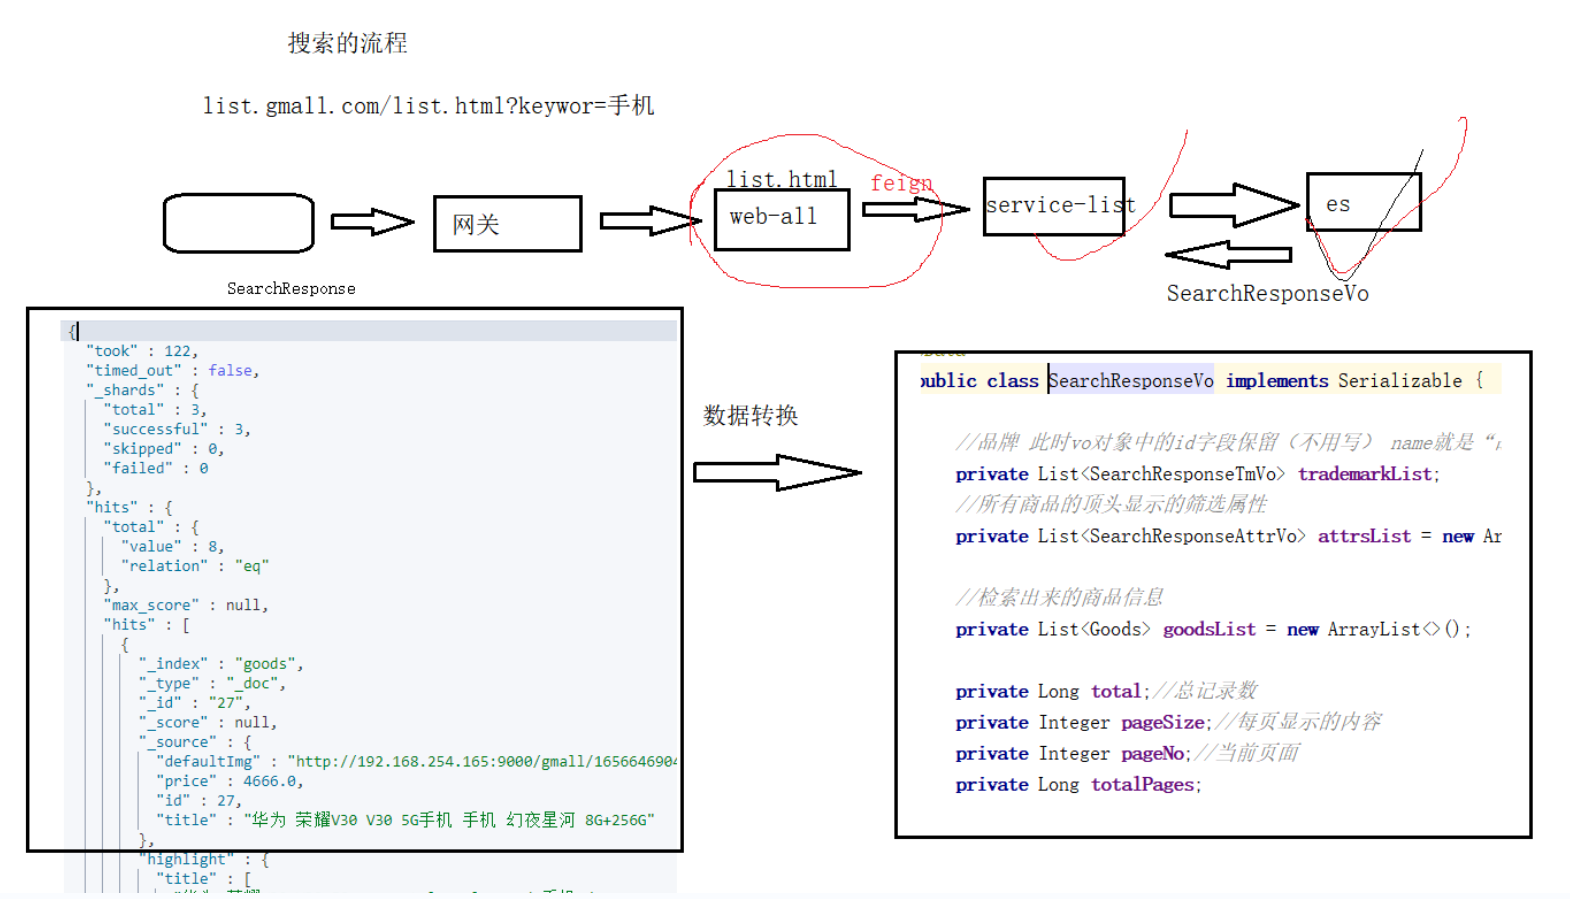 搜索的流程
list.gmall.com/list.html?keywor=手机
list.html
feign
网关
web-all
service-list
es
SearchResponseVo
SearchResponse
{
"took" : 122,
"timed_out" : false,
"_shards" : {
"total" : 3,
"successful" : 3,
"skipped" : 0,
"failed" : 0
},
"hits" : {
"total" : {
"value" : 8,
"relation" : "eq"
},
"max_score" : null,
"hits" : [
{
"_index" : "goods",
"_type" : "_doc",
"_id" : "27",
"_score" : null,
"_source" : {
"defaultImg" : "http://192.168.254.165:9000/gmall/1656646904
"price" : 4666.0,
"id" : 27,
"title" : "华为 荣耀V30 V30 5G手机 手机 幻夜星河 8G+256G"
},
"highlight" : {
"title" : [
数据转换
public class SearchResponseVo implements Serializable {
//品牌 此时vo对象中的id字段保留（不用写） name就是“
private List<SearchResponseTmVo> trademarkList;
//所有商品的顶头显示的筛选属性
private List<SearchResponseAttrVo> attrsList = new Ar
//检索出来的商品信息
private List<Goods> goodsList = new ArrayList<>();
private Long total;//总记录数
private Integer pageSize;//每页显示的内容
private Integer pageNo;//当前页面
private Long totalPages;